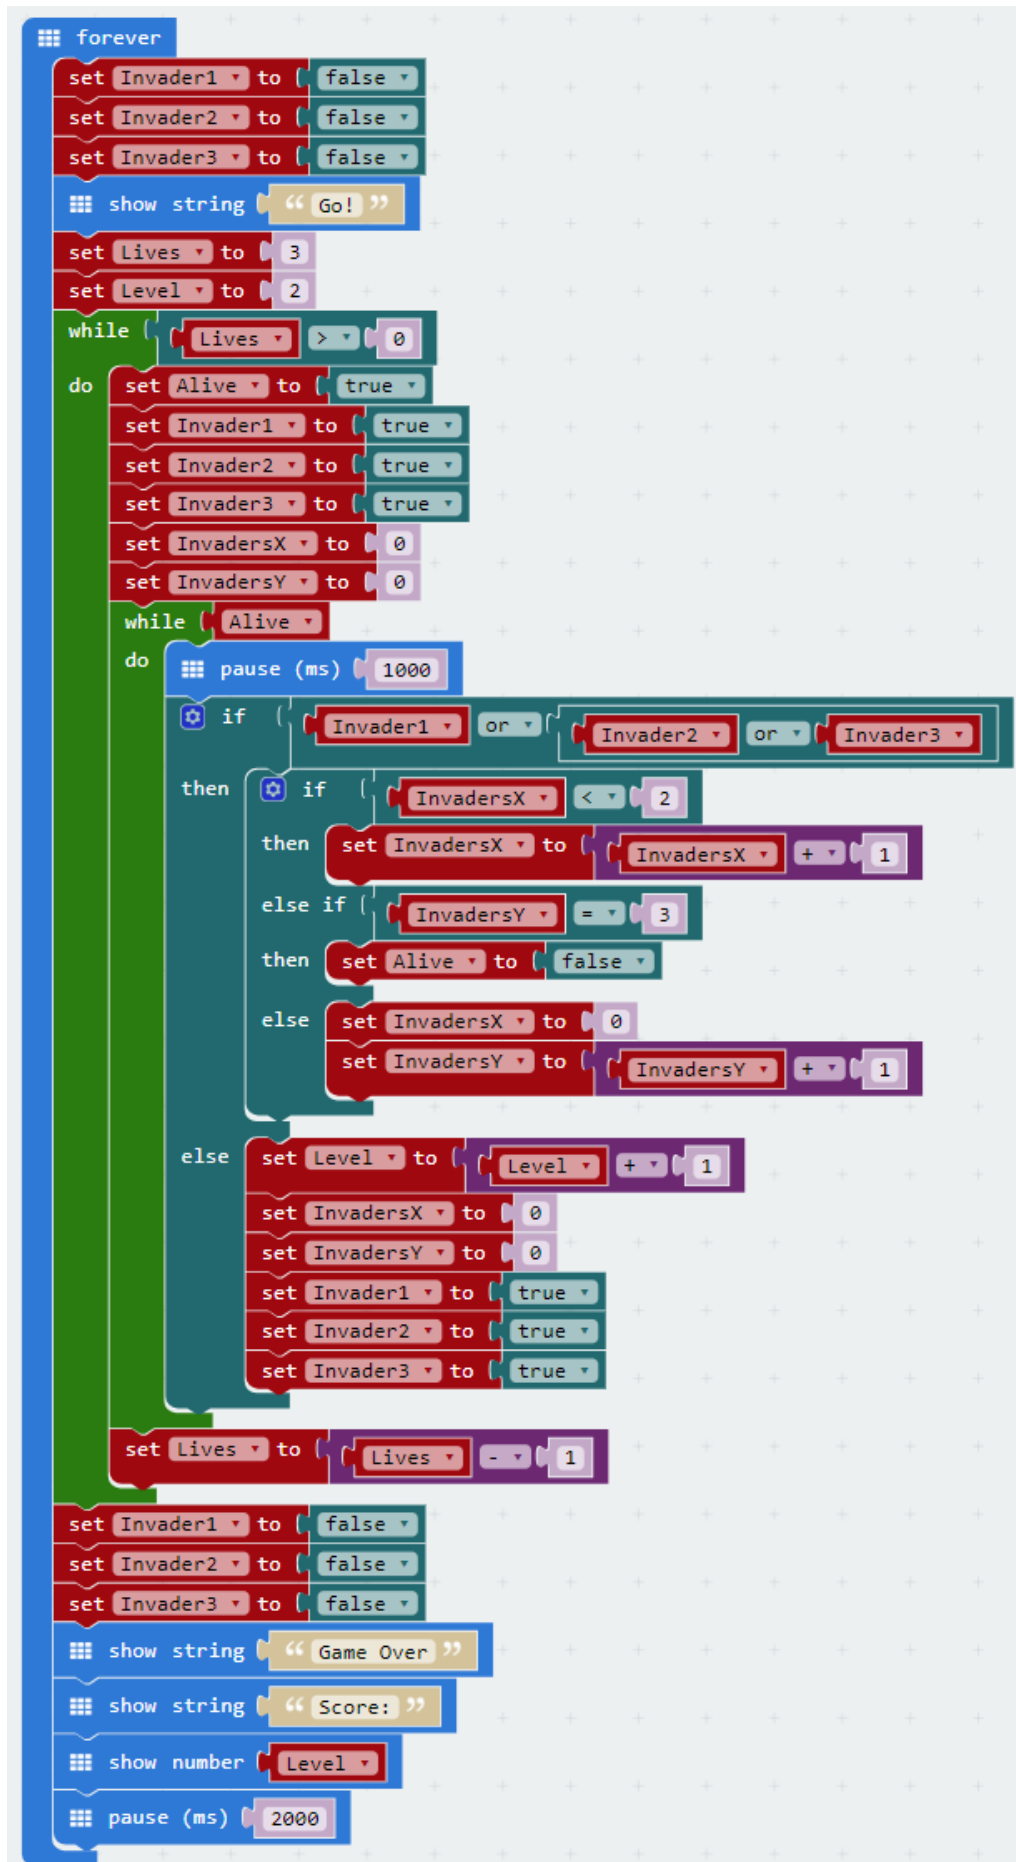 forever
set Invader1 to false
set Invader2 to false
set Invader3 to false
show string “ Go! ”
set Lives to 3
set Level to 2
while Lives > 0
do set Alive to true
set Invader1 to true
set Invader2 to true
set Invader3 to true
set InvadersX to 0
set InvadersY to 0
while Alive
do pause (ms) 1000
if Invader1 or Invader2 or Invader3
then if InvadersX < 2
then set InvadersX to InvadersX + 1
else if InvadersY = 3
then set Alive to false
else set InvadersX to 0
set InvadersY to InvadersY + 1
else set Level to Level + 1
set InvadersX to 0
set InvadersY to 0
set Invader1 to true
set Invader2 to true
set Invader3 to true
set Lives to Lives - 1
set Invader1 to false
set Invader2 to false
set Invader3 to false
show string “ Game Over ”
show string “ Score: ”
show number Level
pause (ms) 2000